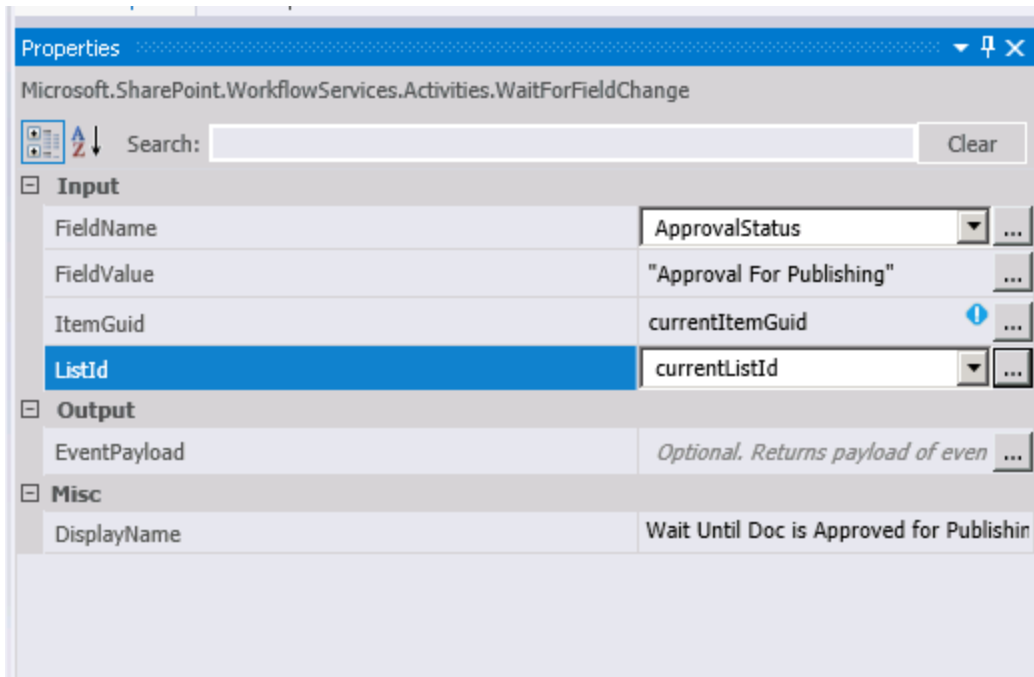 Properties
Microsoft.SharePoint.WorkflowServices.Activities.WaitForFieldChange
Search: Clear
Input
FieldName ApprovalStatus ...
FieldValue "Approval For Publishing" ...
ItemGuid currentItemGuid ...
ListId currentListId ...
Output
EventPayload Optional. Returns payload of even ...
Misc
DisplayName Wait Until Doc is Approved for Publishin